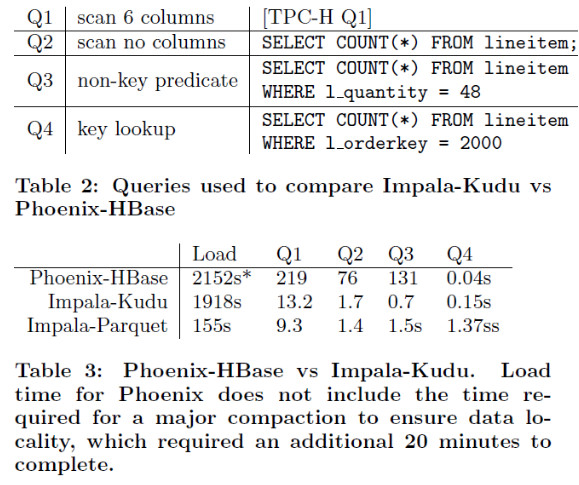 Q1 scan 6 columns [TPC-H Q1]
Q2 scan no columns SELECT COUNT(*) FROM lineitem;
Q3 non-key predicate SELECT COUNT(*) FROM lineitem
WHERE l_quantity = 48
Q4 key lookup SELECT COUNT(*) FROM lineitem
WHERE l_orderkey = 2000
Table 2: Queries used to compare Impala-Kudu vs
Phoenix-HBase
Load Q1 Q2 Q3 Q4
Phoenix-HBase 2152s* 219 76 131 0.04s
Impala-Kudu 1918s 13.2 1.7 0.7 0.15s
Impala-Parquet 155s 9.3 1.4 1.5s 1.37ss
Table 3: Phoenix-HBase vs Impala-Kudu. Load
time for Phoenix does not include the time re-
quired for a major compaction to ensure data lo-
cality, which required an additional 20 minutes to
complete.